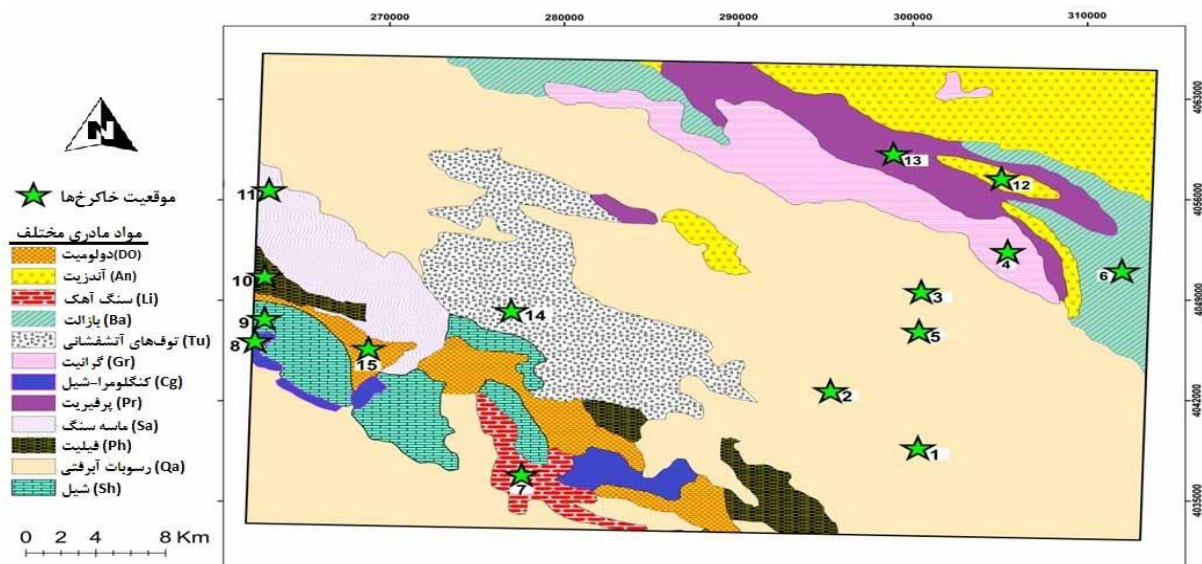 270000
280000
290000
300000
310000
4063000
4056000
4049000
4042000
4035000
N
موقعیت خاکرخ‌ها
مواد مادری مختلف
دولومیت(DO)
آندزیت (An)
سنگ آهک (Li)
بازالت (Ba)
توف‌های آتشفشانی (Tu)
گرانیت (Gr)
کنگلومرا-شیل (Cg)
پرفیریت (Pr)
ماسه سنگ (Sa)
فیلیت (Ph)
رسوبات آبرفتی (Qa)
شیل (Sh)
0 4 8 Km
13
12
11
4
6
10
3
14
9
5
8
15
2
1
7